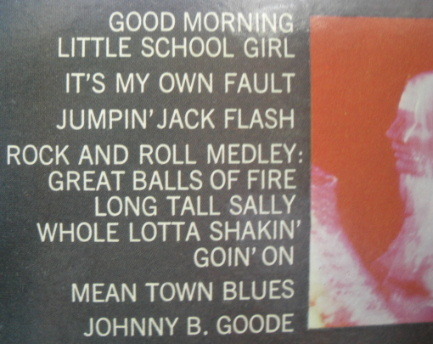 GOOD MORNING
LITTLE SCHOOL GIRL
IT'S MY OWN FAULT
JUMPIN' JACK FLASH
ROCK AND ROLL MEDLEY:
GREAT BALLS OF FIRE
LONG TALL SALLY
WHOLE LOTTA SHAKIN'
GOIN' ON
MEAN TOWN BLUES
JOHNNY B. GOODE